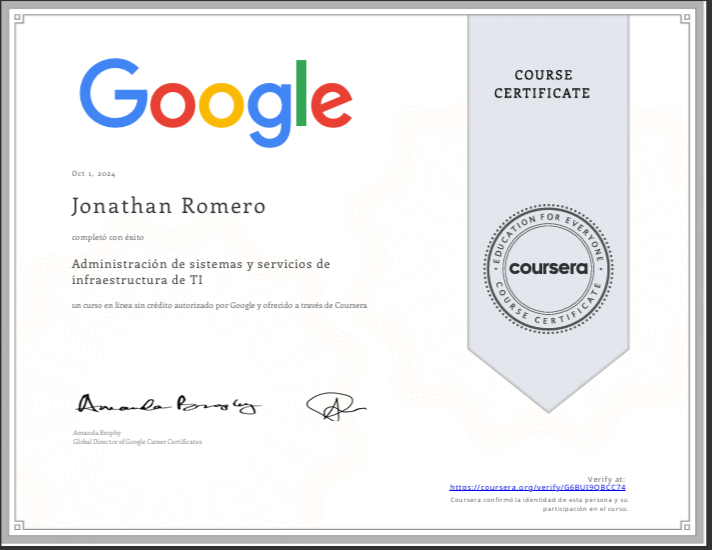 Google
COURSE
CERTIFICATE
Oct 1, 2024
Jonathan Romero
completó con éxito
Administración de sistemas y servicios de
infraestructura de TI
un curso en línea sin crédito autorizado por Google y ofrecido a través de Coursera
EDUCATION FOR EVERYONE
coursera
COURSE CERTIFICATE
Amanda Brophy
Amanda Brophy
Global Director of Google Career Certificates
Verify at:
https://coursera.org/verify/G6BUI9OBCC74
Coursera confirmó la identidad de esta persona y su
participación en el curso.